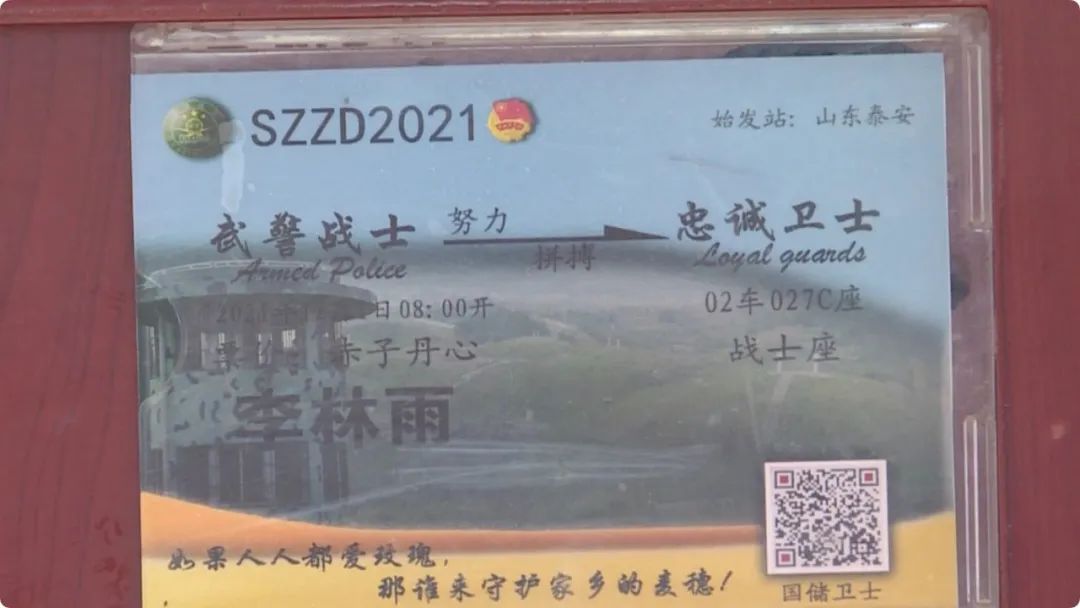 SZZD2021
始发站：山东泰安
武警战士
努力
拼搏
忠诚卫士
Armed Police
Loyal guards
日08:00开
02车027C座
赤子丹心
战士座
李林雨
如果人人都爱玫瑰，
那谁来守护家乡的麦穗！
国储卫士